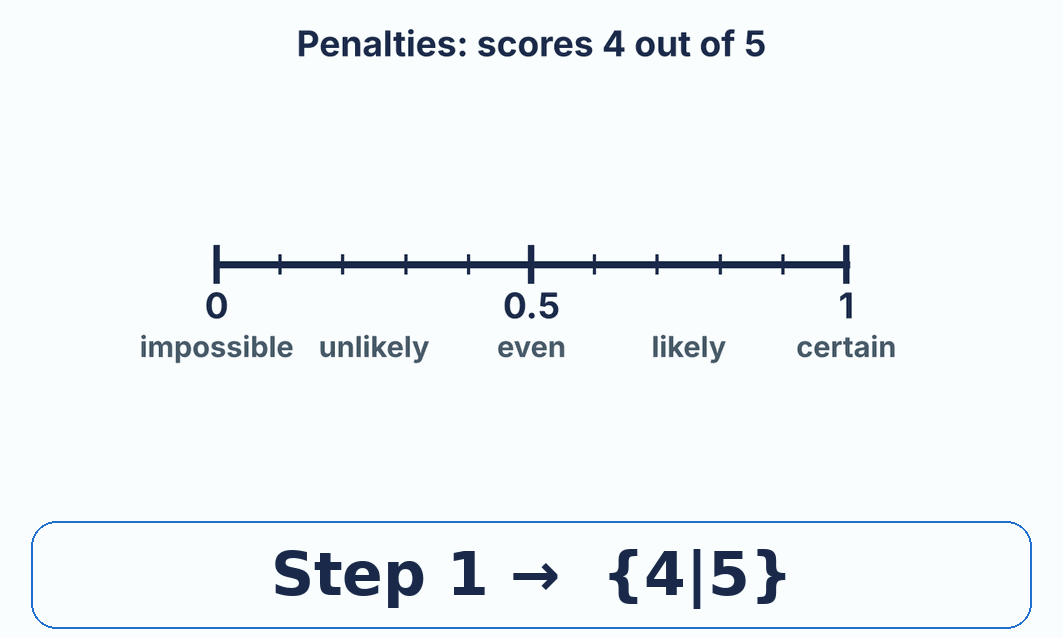 Penalties: scores 4 out of 5
0 0.5 1
impossible unlikely even likely certain
Step 1 → {4|5}